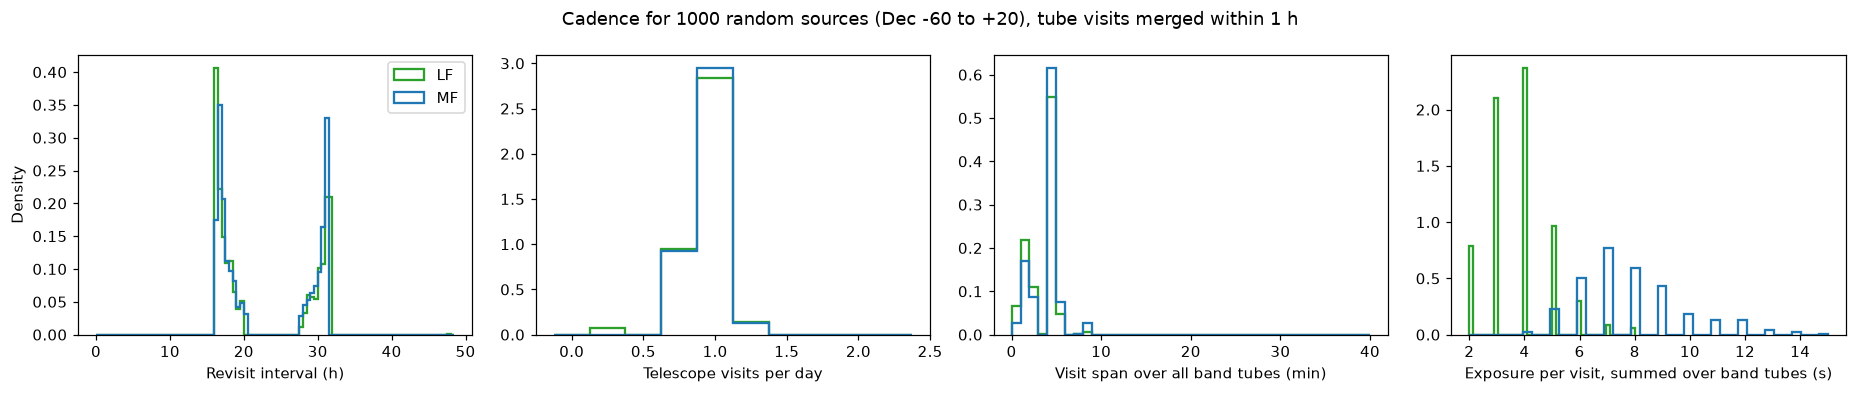 Cadence for 1000 random sources (Dec -60 to +20), tube visits merged within 1 h
Density
0.40
0.35
0.30
0.25
0.20
0.15
0.10
0.05
0.00
0 10 20 30 40 50
Revisit interval (h)
LF
MF
3.0
2.5
2.0
1.5
1.0
0.5
0.0
0.0 0.5 1.0 1.5 2.0 2.5
Telescope visits per day
0.6
0.5
0.4
0.3
0.2
0.1
0.0
0 10 20 30 40
Visit span over all band tubes (min)
2.0
1.5
1.0
0.5
0.0
2 4 6 8 10 12 14
Exposure per visit, summed over band tubes (s)